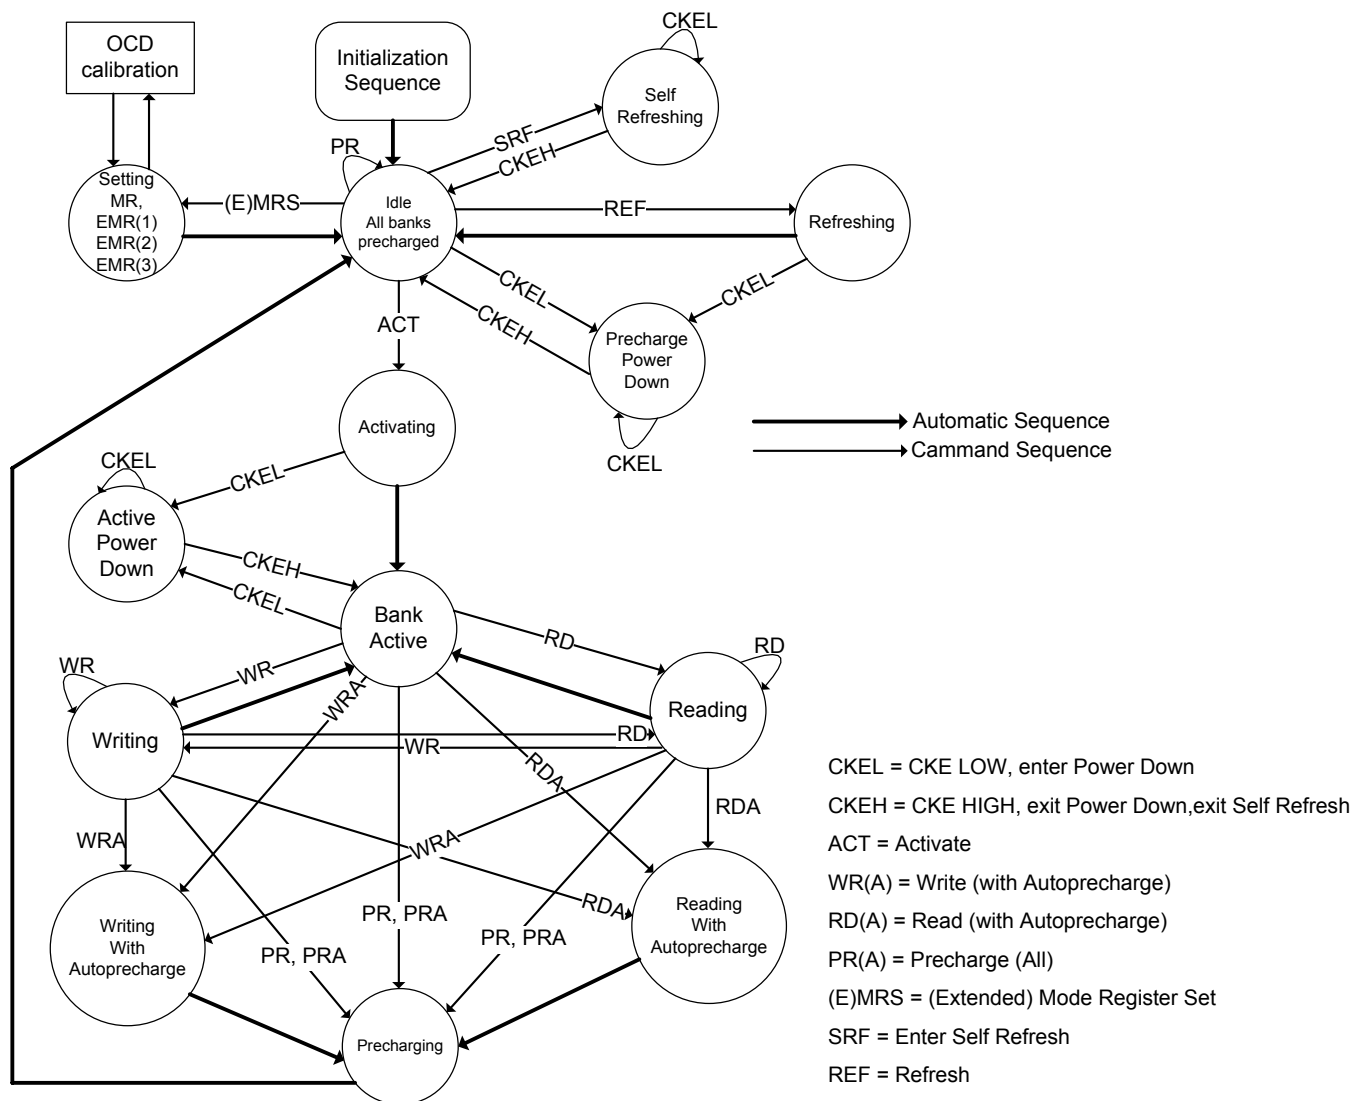 CKEL
OCD
calibration
Initialization
Sequence
Self
Refreshing
SRF
CKEH
PR
Setting
MR,
EMR(1)
EMR(2)
EMR(3)
(E)MRS
Idle
All banks
precharged
REF
Refreshing
CKEL
CKEH
CKEL
ACT
Precharge
Power
Down
CKEL
Activating
Automatic Sequence
Cammand Sequence
CKEL
CKEL
Active
Power
Down
CKEH
CKEL
Bank
Active
RD
RD
WR
WR
WRA
Reading
Writing
RD
WR
RDA
RDA
WRA
WRA
RDA
PR, PRA
PR, PRA
PR, PRA
Writing
With
Autoprecharge
Reading
With
Autoprecharge
Precharging
CKEL = CKE LOW, enter Power Down
CKEH = CKE HIGH, exit Power Down,exit Self Refresh
ACT = Activate
WR(A) = Write (with Autoprecharge)
RD(A) = Read (with Autoprecharge)
PR(A) = Precharge (All)
(E)MRS = (Extended) Mode Register Set
SRF = Enter Self Refresh
REF = Refresh